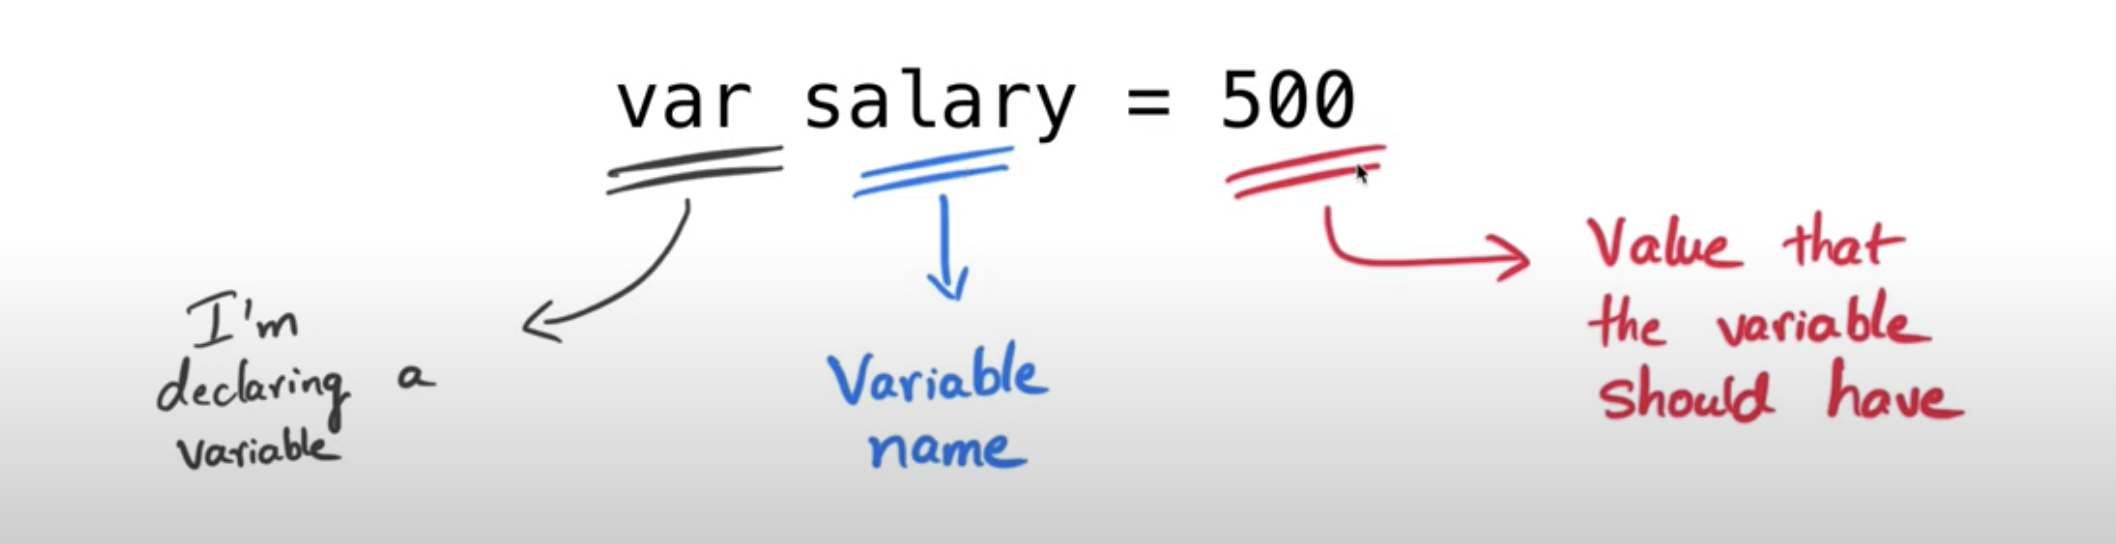 var salary = 500
I'm
declaring a
variable
Variable
name
Value that
the variable
should have